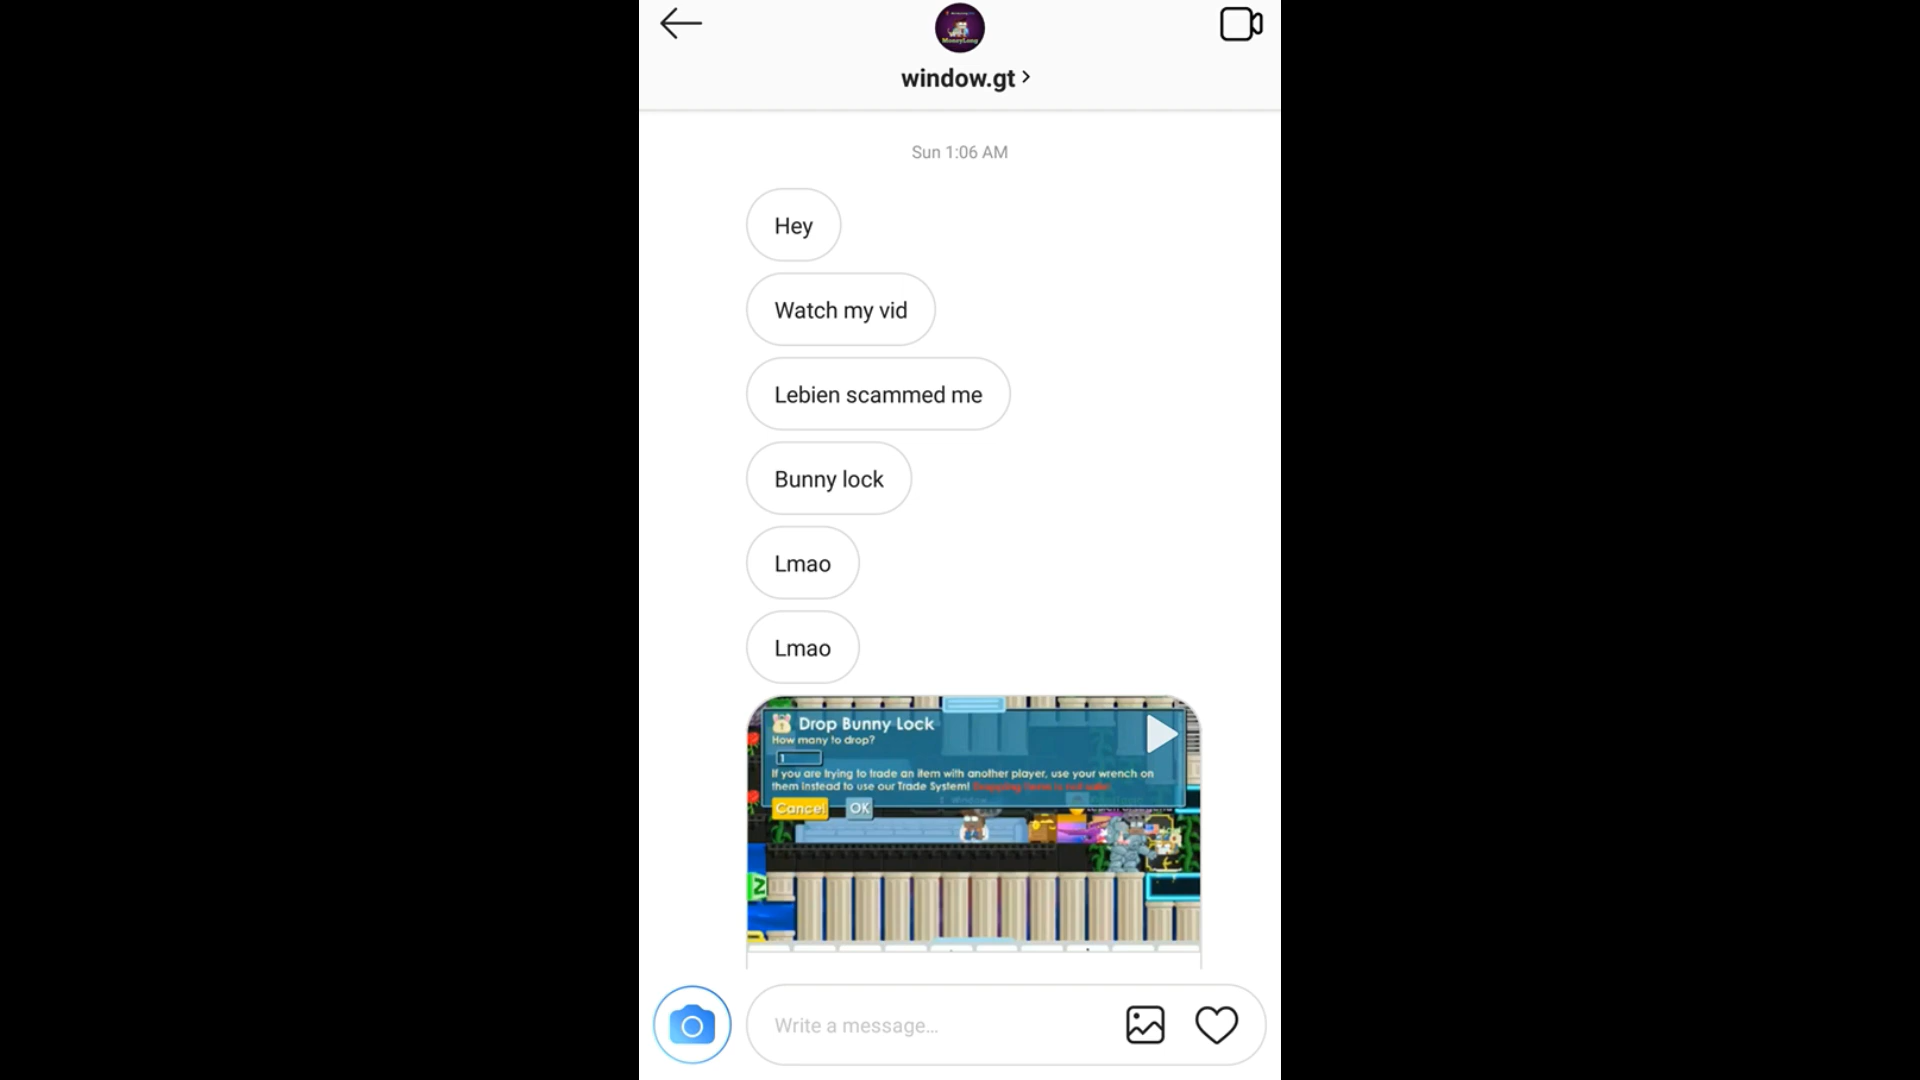 window.gt
Sun 1:06 AM
Hey
Watch my vid
Lebien scammed me
Bunny lock
Lmao
Lmao
Drop Bunny Lock
How many to drop?
1
If you are trying to trade an item with another player, use your wrench on
them instead to use our Trade System!
Cancel OK
Write a message...